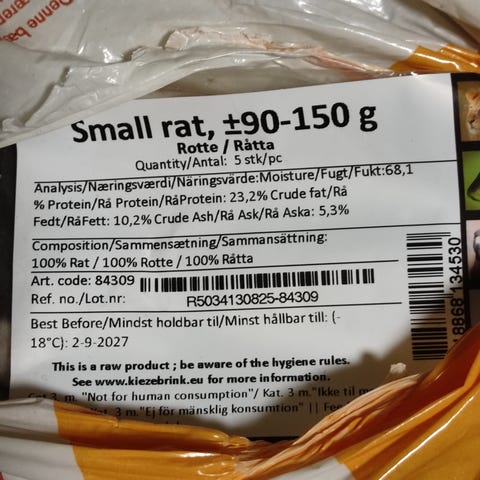 Denne
Small rat, ±90-150 g
Rotte / Råtta
Quantity/Antal: 5 stk/pc
Analysis/Næringsværdi/Näringsvärde:Moisture/Fugt/Fukt:68,1
% Protein/Rå Protein/RåProtein: 23,2% Crude fat/Rå
Fedt/RåFett: 10,2% Crude Ash/Rå Ask/Rå Aska: 5,3%
Composition/Sammensætning/Sammansättning:
100% Rat / 100% Rotte / 100% Råtta
Art. code: 84309
Ref. no./Lot.nr:
R5034130825-84309
Best Before/Mindst holdbar til/Minst hållbar till: (-
18°C): 2-9-2027
This is a raw product ; be aware of the hygiene rules.
See www.kiezebrink.eu for more information.
Cat 3. m. "Not for human consumption"/ Kat. 3 m."Ikke til
3 m."Ej för mänsklig konsumtion" ||
8868134530